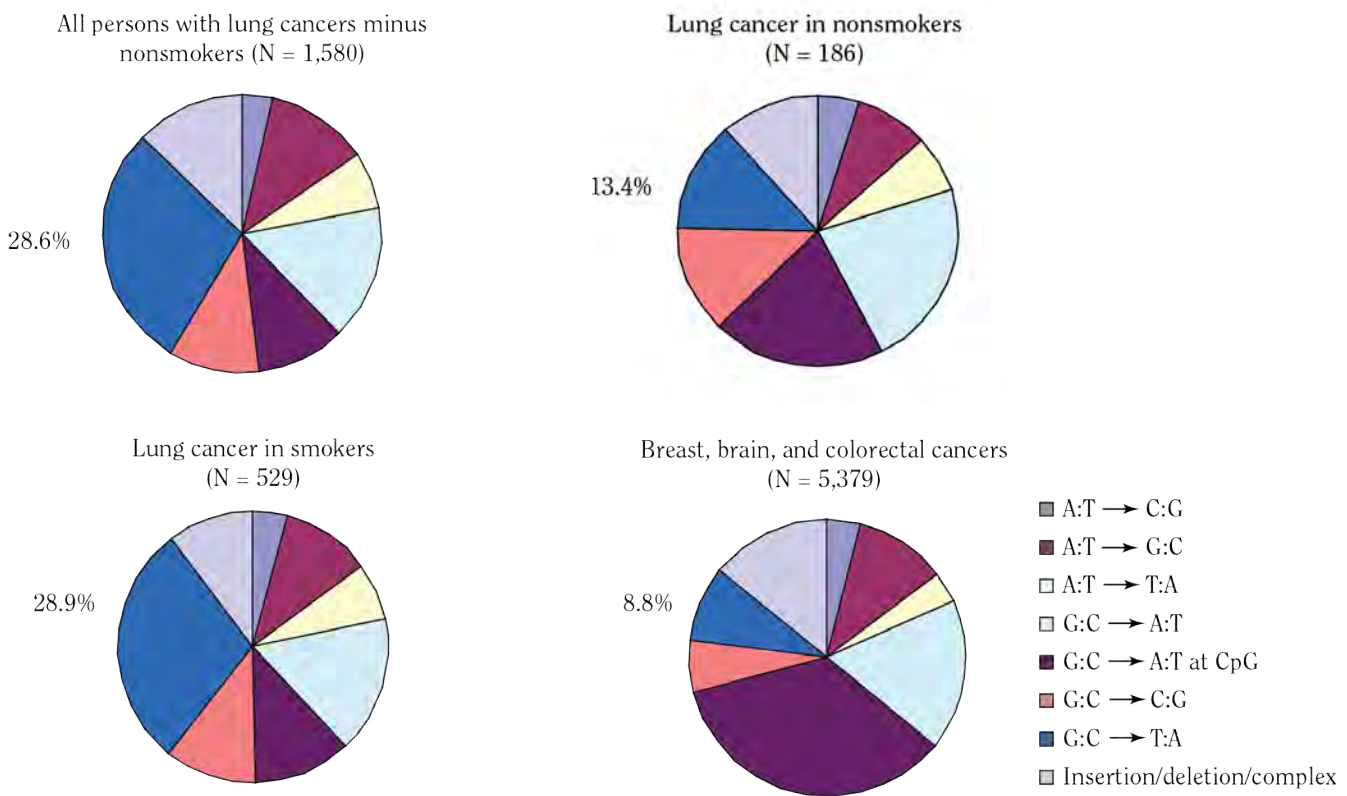 All persons with lung cancers minus
nonsmokers (N = 1,580)
28.6%
Lung cancer in nonsmokers
(N = 186)
13.4%
Lung cancer in smokers
(N = 529)
28.9%
Breast, brain, and colorectal cancers
(N = 5,379)
8.8%
A:T → C:G
A:T → G:C
A:T → T:A
G:C → A:T
G:C → A:T at CpG
G:C → C:G
G:C → T:A
Insertion/deletion/complex